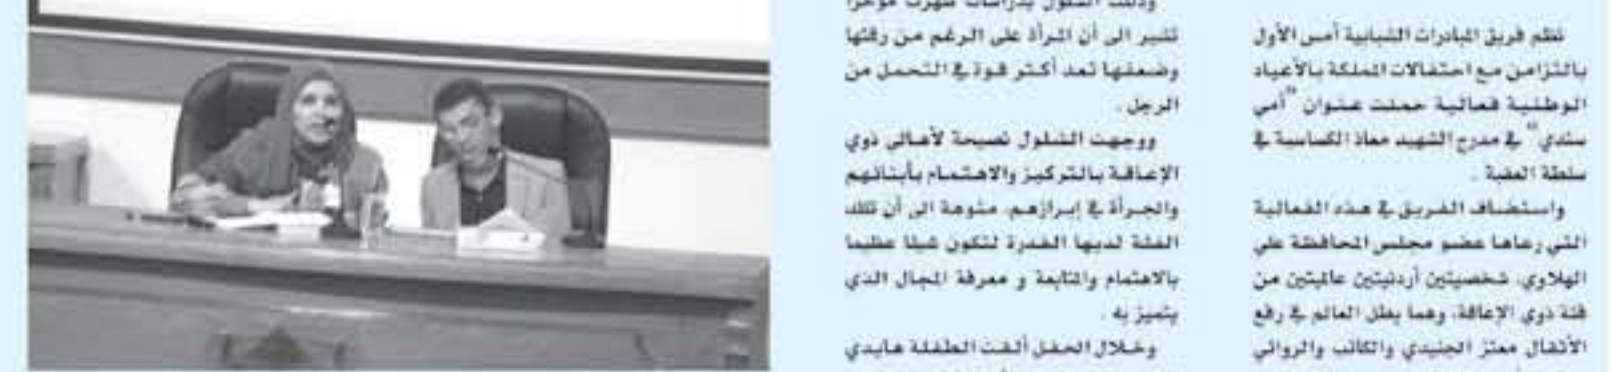 نظم فريق المبادرات الشبابية أمس الأول
بالتزامن مع احتفالات المملكة بالأعياد
الوطنية فعالية حملت عنوان "أمي
سندي" في مدرج الشهيد معاذ الكساسبة في
سلطة العقبة .
واستضاف الفريق في هذه الفعالية
التي رعاها عضو مجلس المحافظة علي
الهلاوي، شخصيتين أردنيتين عالميتين من
فئة ذوي الإعاقة، وهما بطل العالم في رفع
الأثقال معتز الجنيدي والكاتب والروائي
تشير الى أن المرأة على الرغم من رقتها
وضعفها تعد أكثر قوة في التحمل من
الرجل .
ووجهت الشلول نصيحة لأهالي ذوي
الإعاقة بالتركيز والاهتمام بأبنائهم
والجرأة في إبرازهم، منوهة الى أن تلك
الفئة لديها القدرة لتكون شيئا عظيما
بالاهتمام والمتابعة و معرفة المجال الذي
يتميز به .
وخلال الحفل ألقت الطفلة هايدي